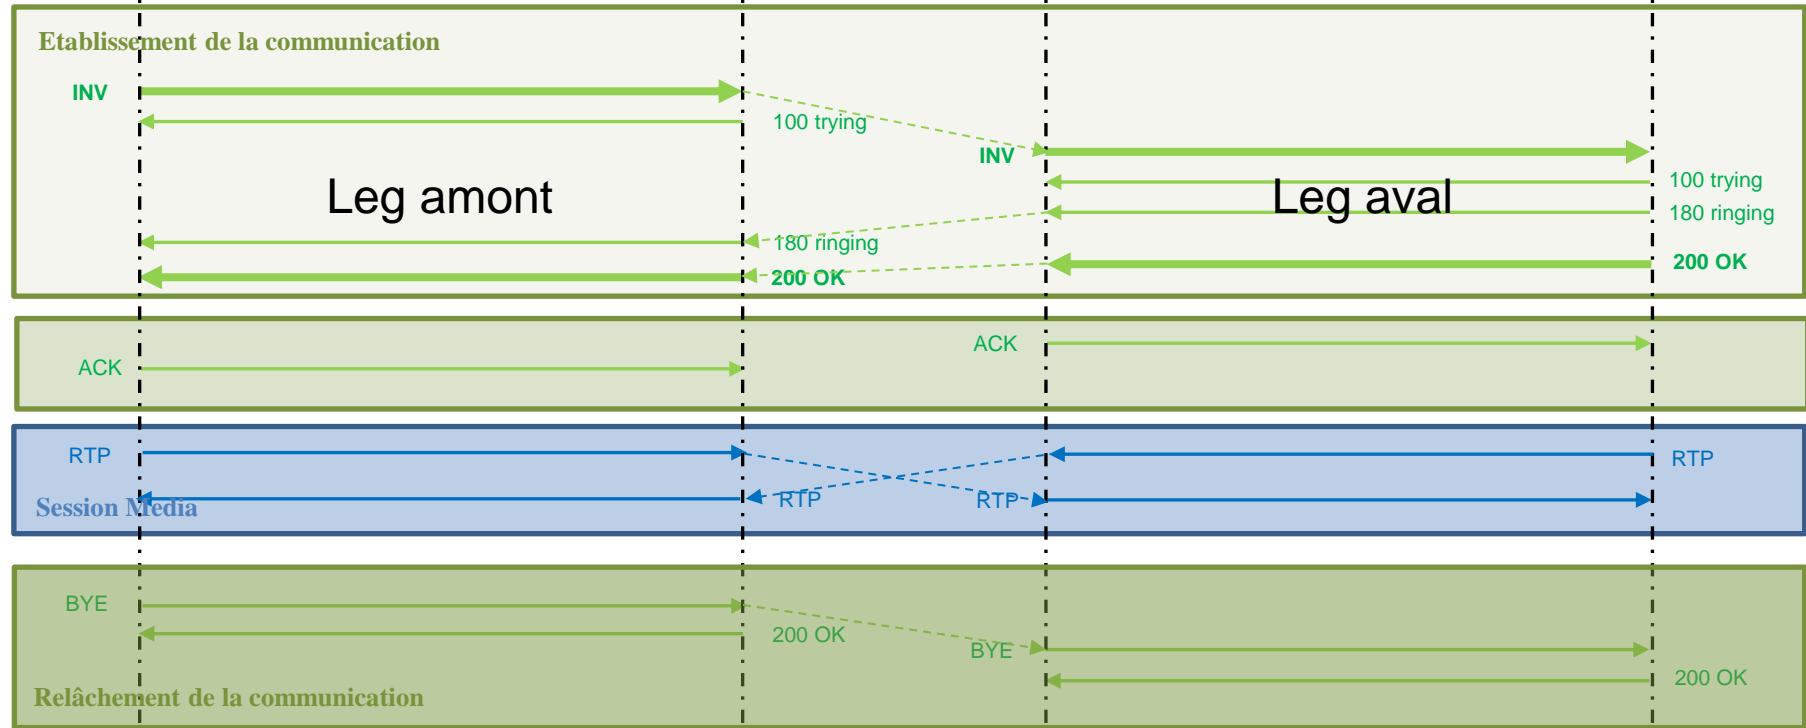 Etablissement de la communication
INV
100 trying
INV
100 trying
Leg amont
Leg aval
180 ringing
180 ringing
200 OK
200 OK
ACK
ACK
RTP
RTP
RTP
RTP
Session Media
BYE
200 OK
BYE
200 OK
Relâchement de la communication